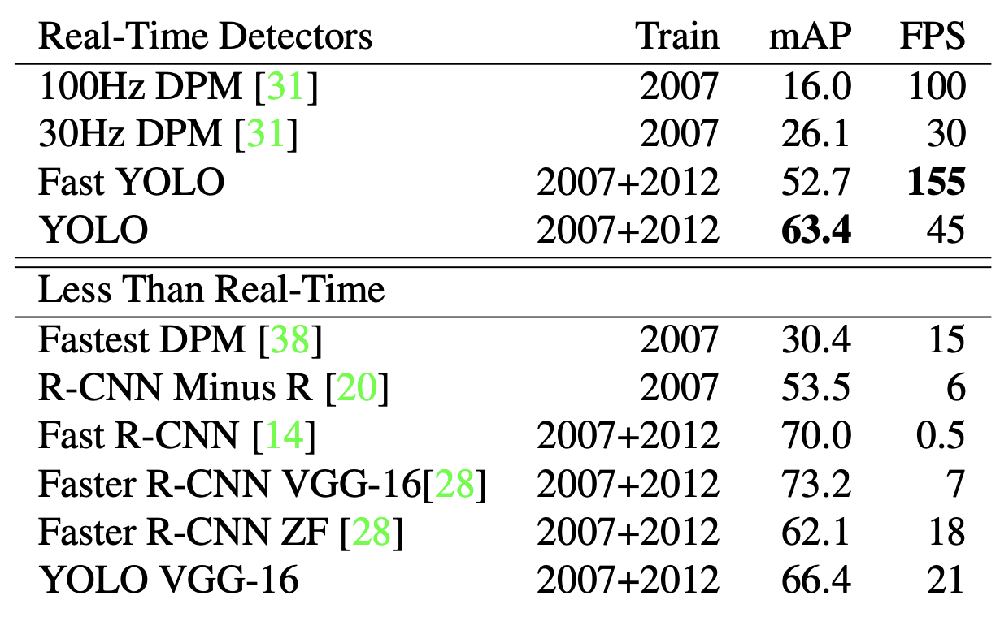 Real-Time Detectors Train mAP FPS
100Hz DPM [31] 2007 16.0 100
30Hz DPM [31] 2007 26.1 30
Fast YOLO 2007+2012 52.7 155
YOLO 2007+2012 63.4 45
Less Than Real-Time
Fastest DPM [38] 2007 30.4 15
R-CNN Minus R [20] 2007 53.5 6
Fast R-CNN [14] 2007+2012 70.0 0.5
Faster R-CNN VGG-16[28] 2007+2012 73.2 7
Faster R-CNN ZF [28] 2007+2012 62.1 18
YOLO VGG-16 2007+2012 66.4 21